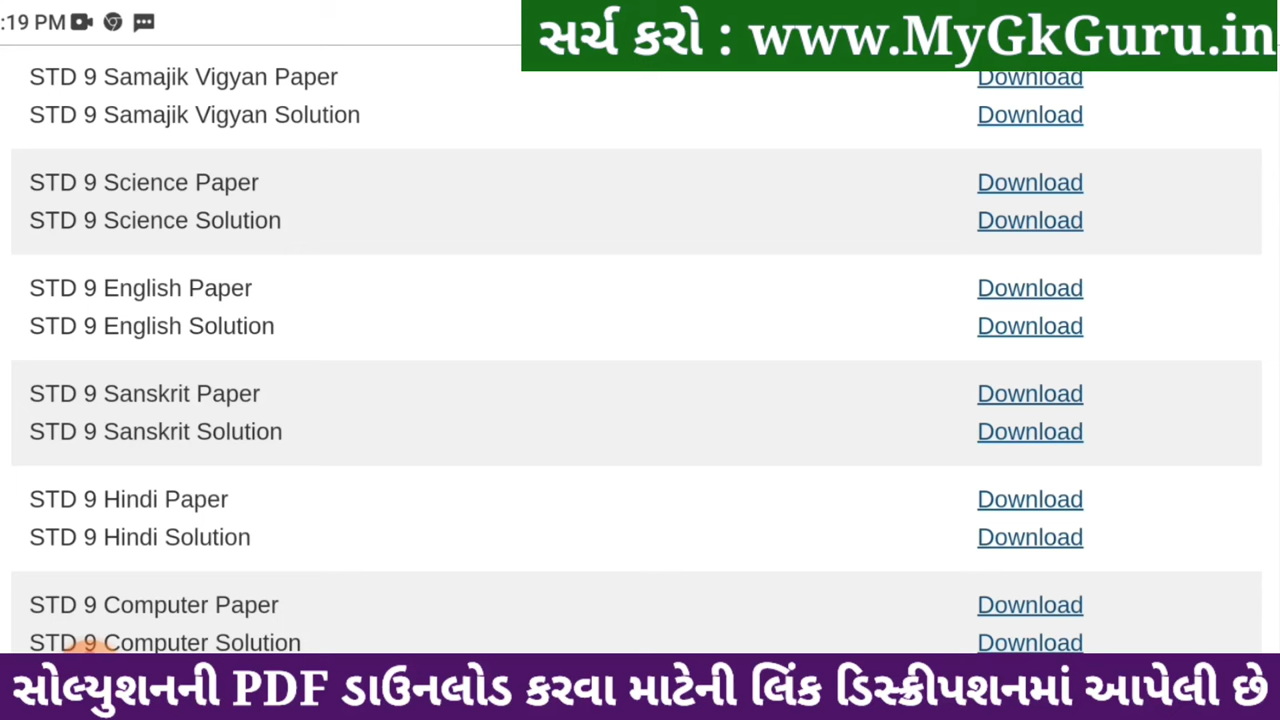 :19 PM
સર્ચ કરો : www.MyGkGuru.in
STD 9 Samajik Vigyan Paper Download
STD 9 Samajik Vigyan Solution Download
STD 9 Science Paper Download
STD 9 Science Solution Download
STD 9 English Paper Download
STD 9 English Solution Download
STD 9 Sanskrit Paper Download
STD 9 Sanskrit Solution Download
STD 9 Hindi Paper Download
STD 9 Hindi Solution Download
STD 9 Computer Paper Download
STD 9 Computer Solution Download
સોલ્યુશનની PDF ડાઉનલોડ કરવા માટેની લિંક ડિસ્ક્રીપશનમાં આપેલી છે